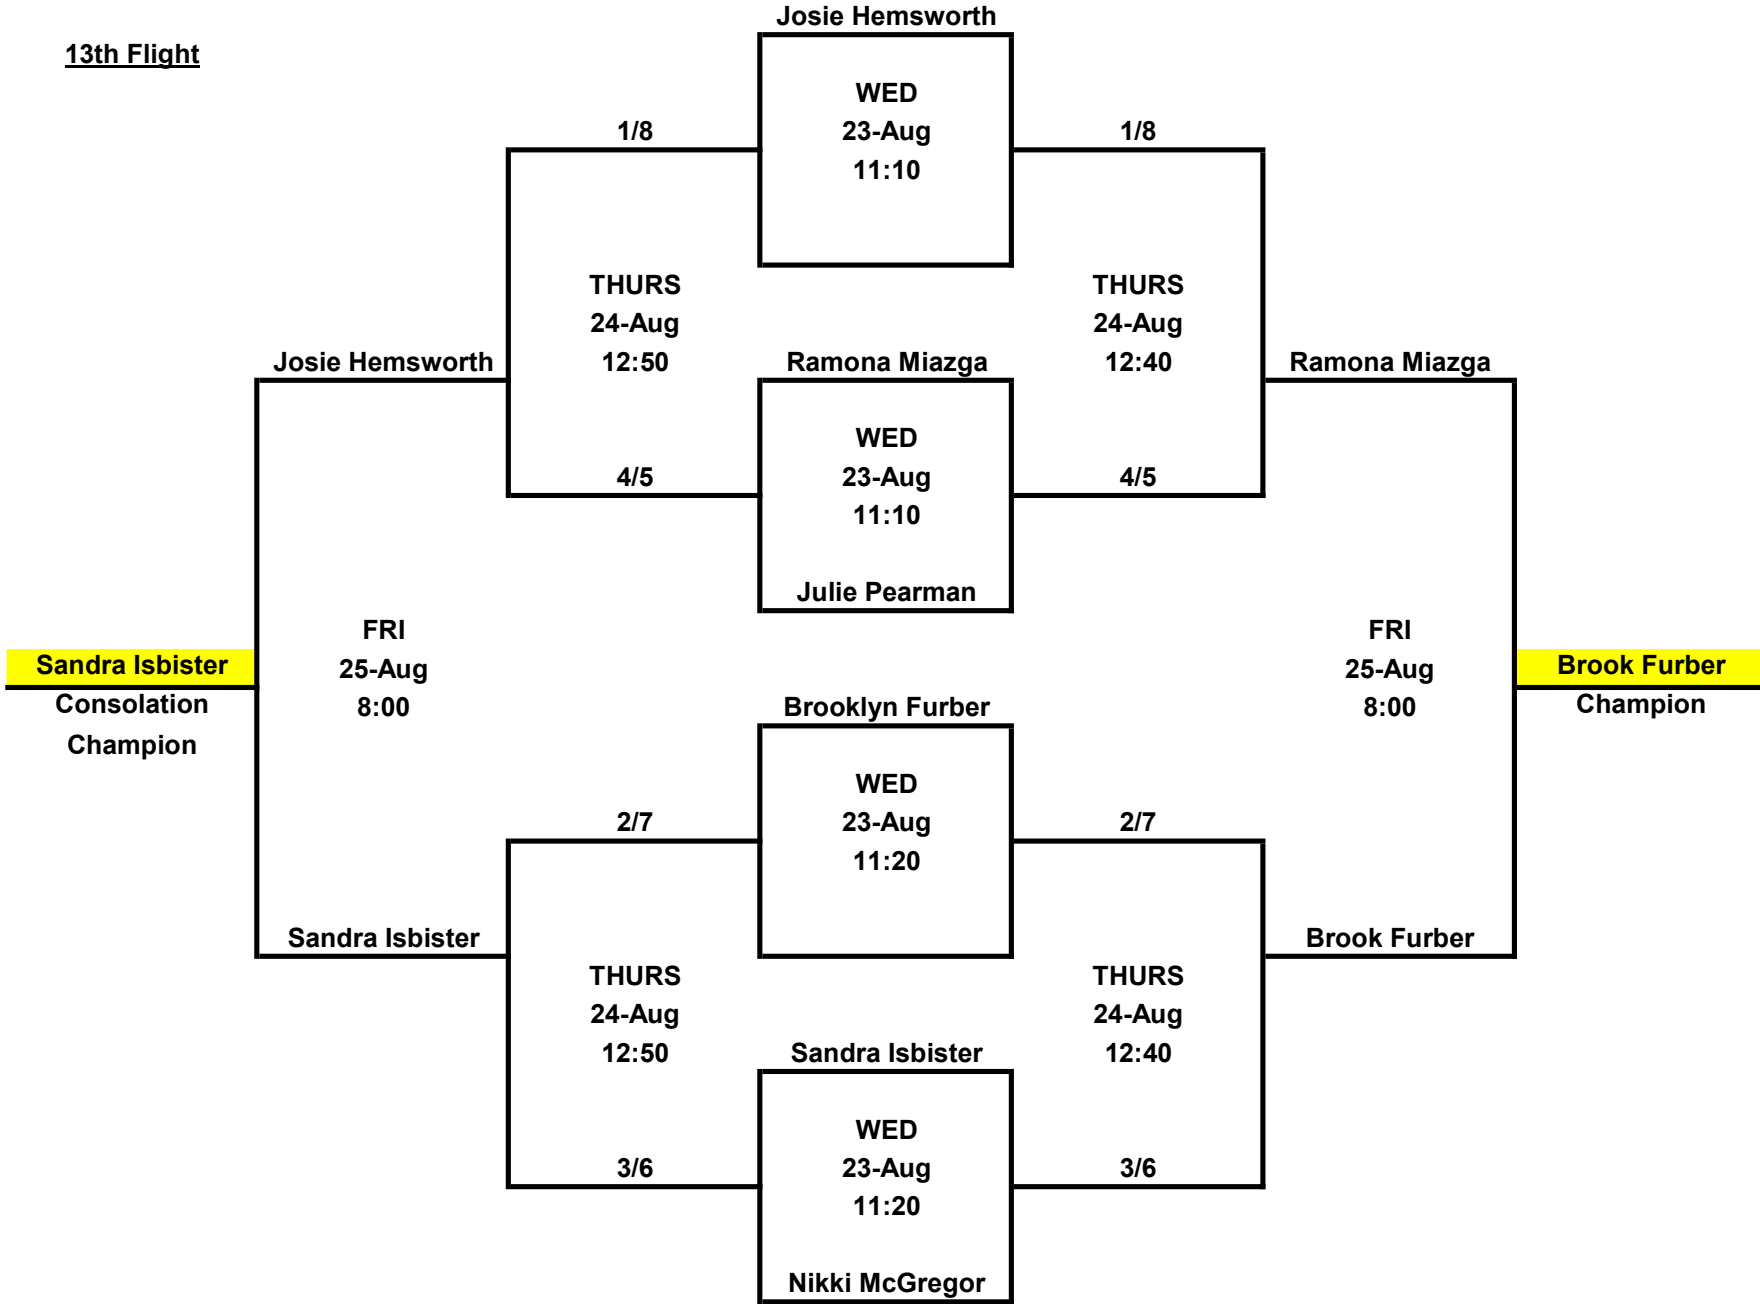 Josie Hemsworth
13th Flight
WED
1/8 23-Aug 1/8
11:10
THURS THURS
24-Aug 24-Aug
Josie Hemsworth 12:50 Ramona Miazga 12:40 Ramona Miazga
WED
4/5 23-Aug 4/5
11:10
Julie Pearman
FRI FRI
Sandra Isbister 25-Aug 25-Aug Brook Furber
Consolation 8:00 Brooklyn Furber 8:00 Champion
Champion
WED
2/7 23-Aug 2/7
11:20
Sandra Isbister Brook Furber
THURS THURS
24-Aug 24-Aug
12:50 Sandra Isbister 12:40
WED
3/6 23-Aug 3/6
11:20
Nikki McGregor